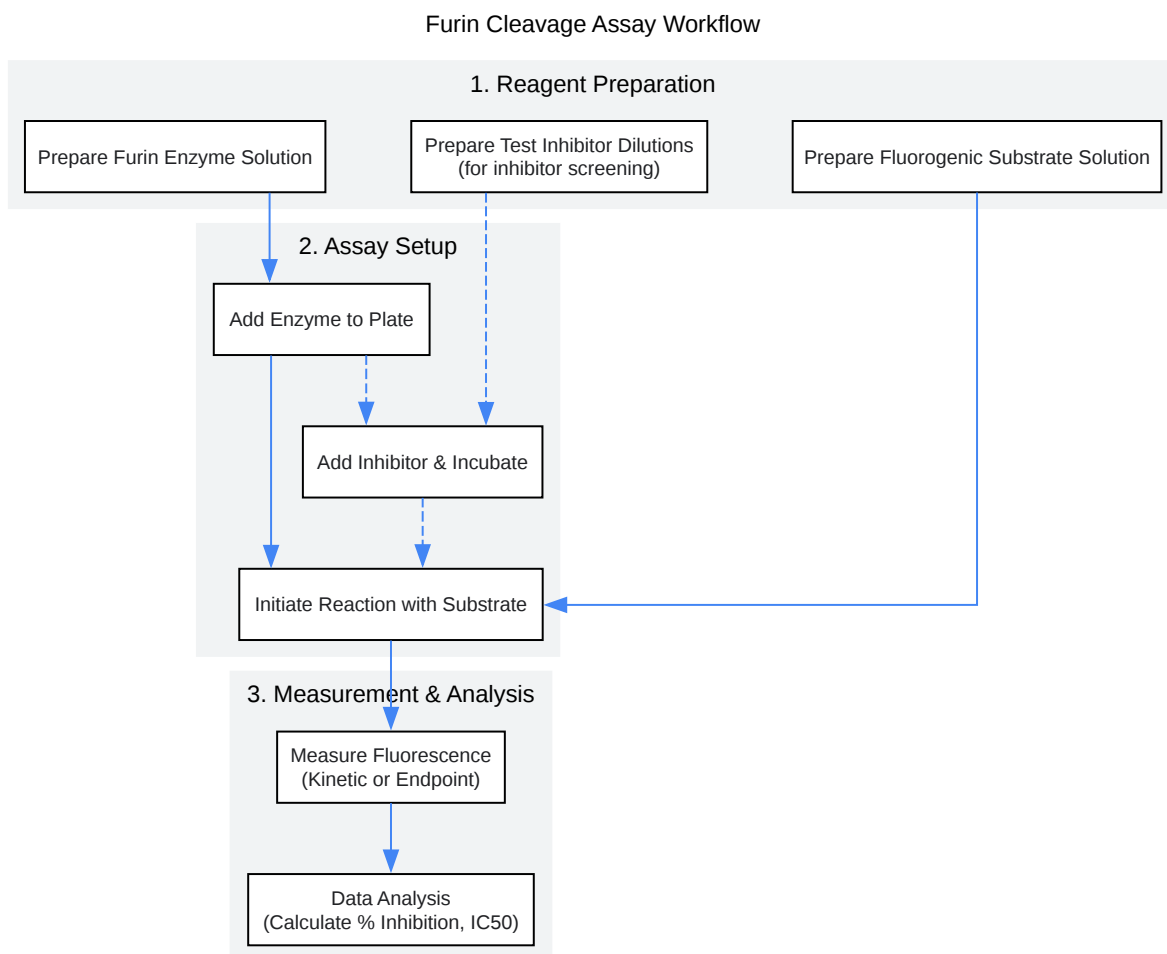 Furin Cleavage Assay Workflow
1. Reagent Preparation
Prepare Furin Enzyme Solution
Prepare Test Inhibitor Dilutions
(for inhibitor screening)
Prepare Fluorogenic Substrate Solution
2. Assay Setup
Add Enzyme to Plate
Add Inhibitor & Incubate
Initiate Reaction with Substrate
3. Measurement & Analysis
Measure Fluorescence
(Kinetic or Endpoint)
Data Analysis
(Calculate % Inhibition, IC50)